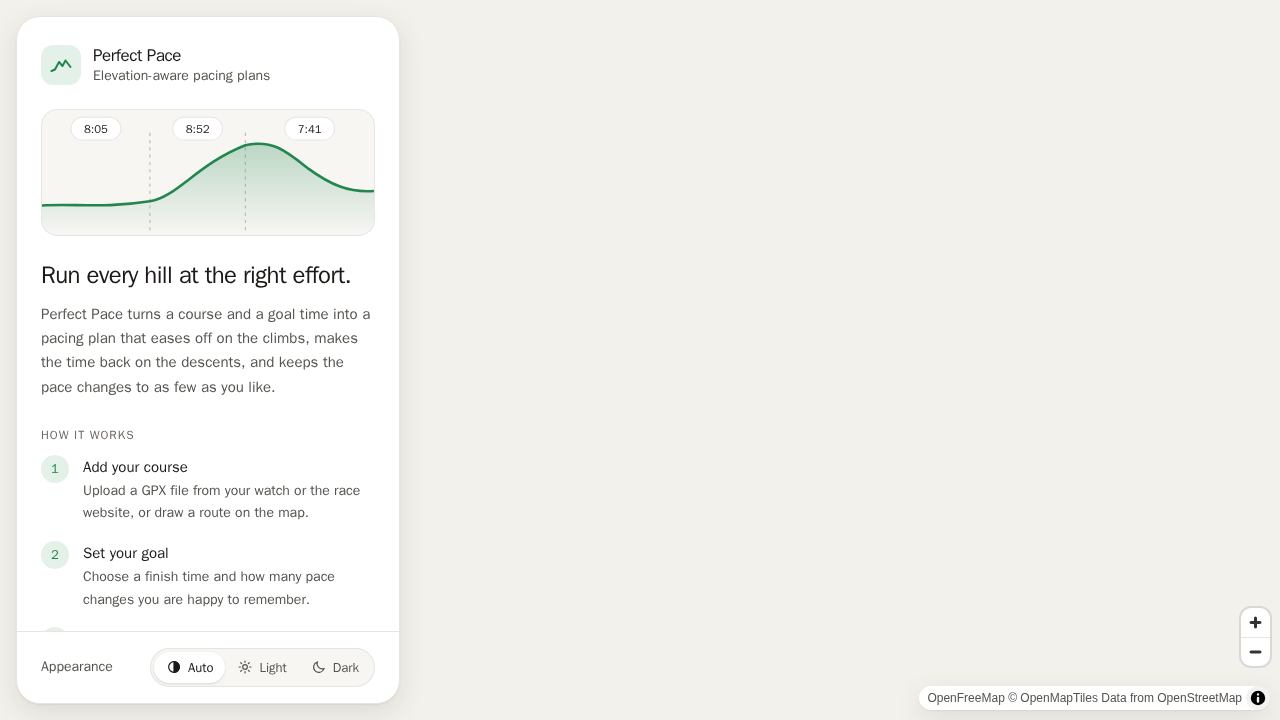 Perfect Pace
Elevation-aware pacing plans
8:05
8:52
7:41
Run every hill at the right effort.
Perfect Pace turns a course and a goal time into a
pacing plan that eases off on the climbs, makes
the time back on the descents, and keeps the
pace changes to as few as you like.
HOW IT WORKS
1
Add your course
Upload a GPX file from your watch or the race
website, or draw a route on the map.
2
Set your goal
Choose a finish time and how many pace
changes you are happy to remember.
Appearance
Auto
Light
Dark
OpenFreeMap © OpenMapTiles Data from OpenStreetMap